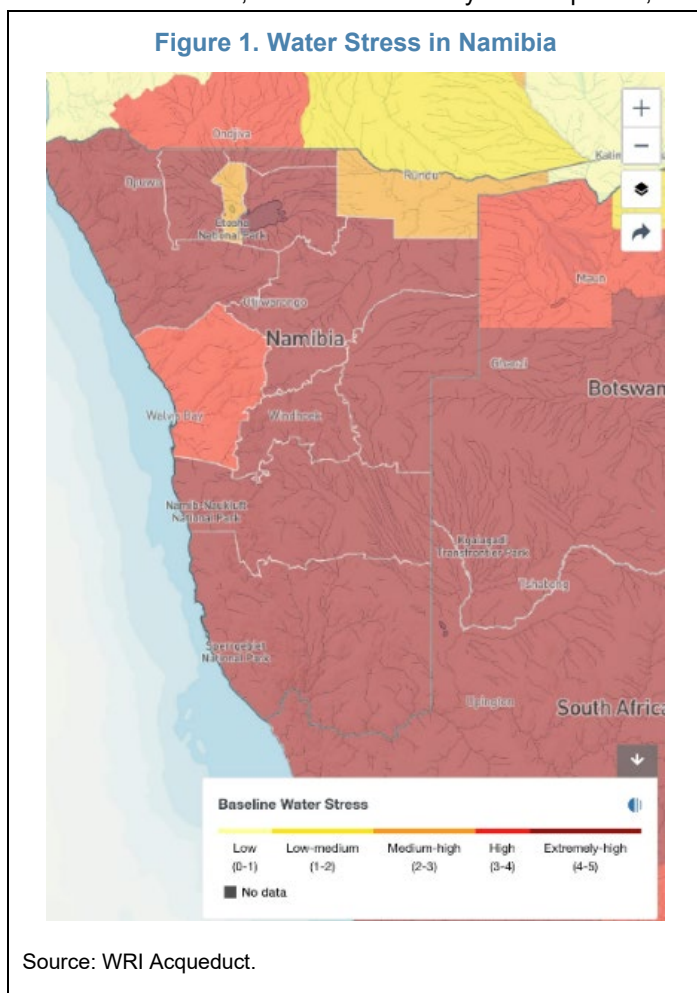 Figure 1. Water Stress in Namibia
+
−
Ondjiva
Opuwo
Rundu
Etosha
National Park
Maun
Otjiwarongo
Namibia
Ghanzi
Botswan
Walvis Bay
Windhoek
Namib-Naukluft
National Park
Kgalagadi
Transfrontier Park
Tshabong
Sperrgebiet
National Park
Upington
South Africa
Baseline Water Stress
Low
(0-1)
Low-medium
(1-2)
Medium-high
(2-3)
High
(3-4)
Extremely-high
(4-5)
No data
Source: WRI Acqueduct.